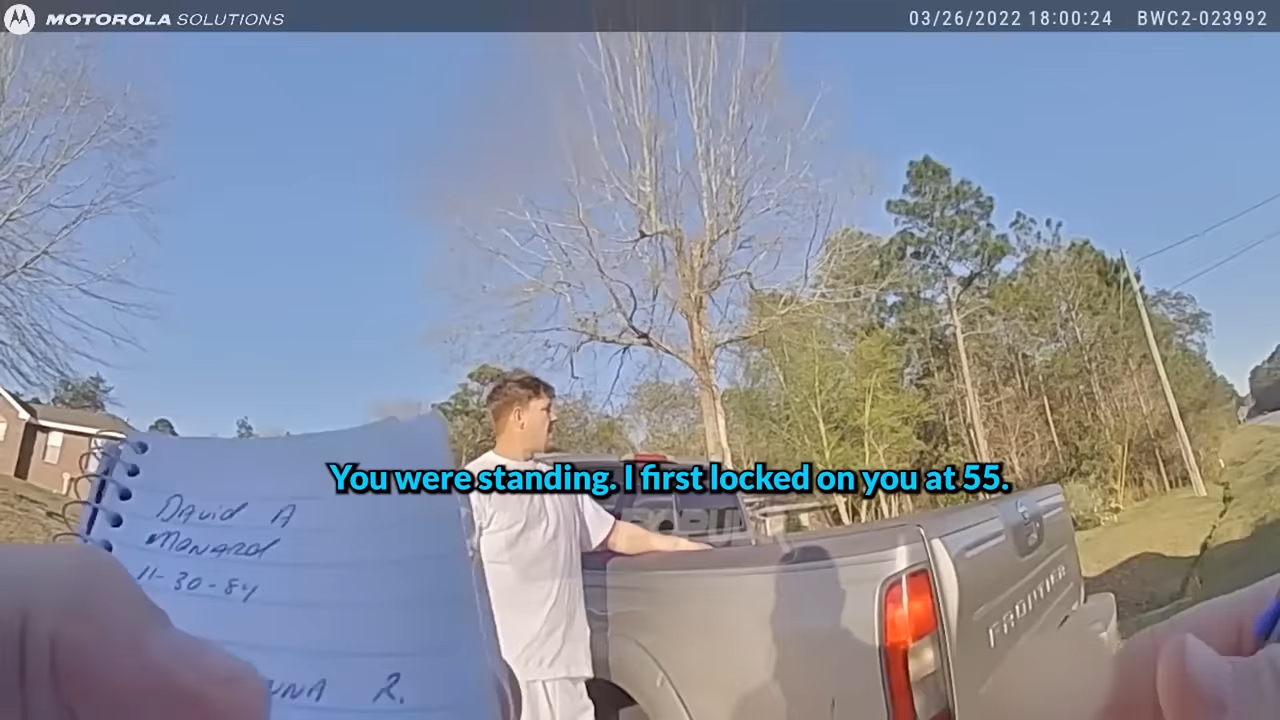 MOTOROLA SOLUTIONS
03/26/2022 18:00:24 BWC2-023992
David A
11-30-84
R.
You were standing. I first locked on you at 55.
FRONTIER